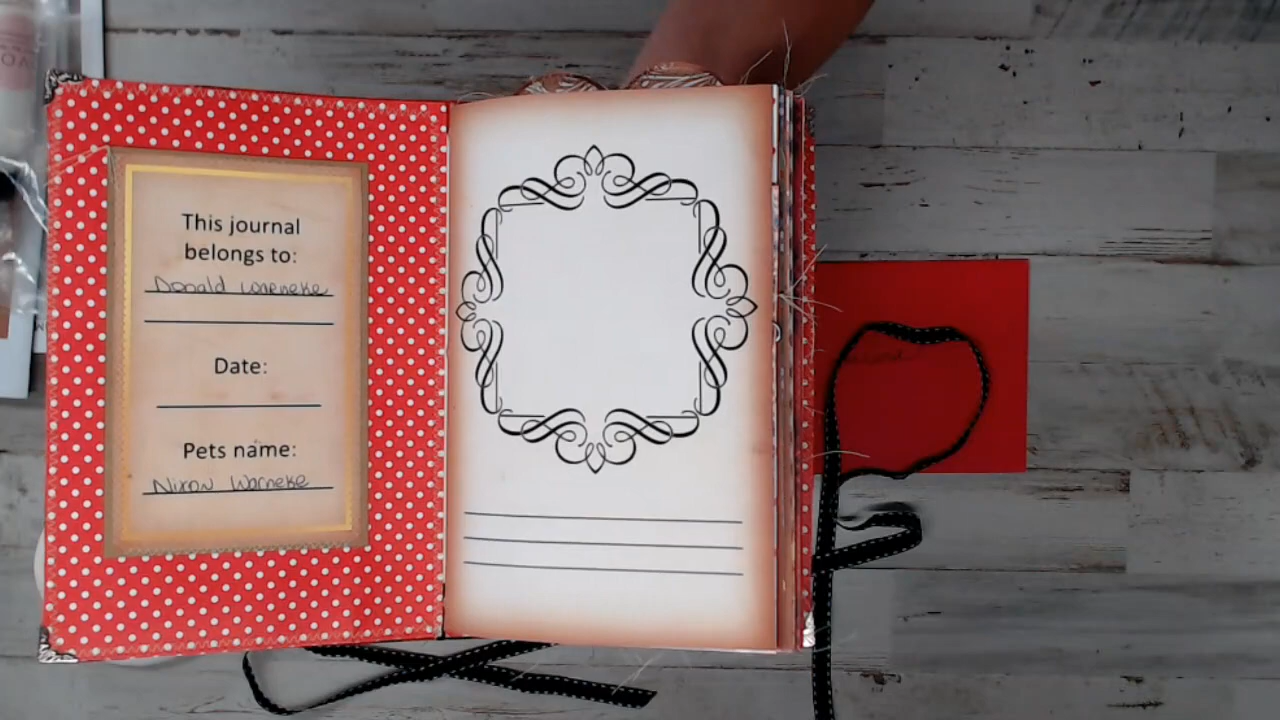 This journal
belongs to:
Donald Warneke
Date:
Pets name:
Nixon Warneke